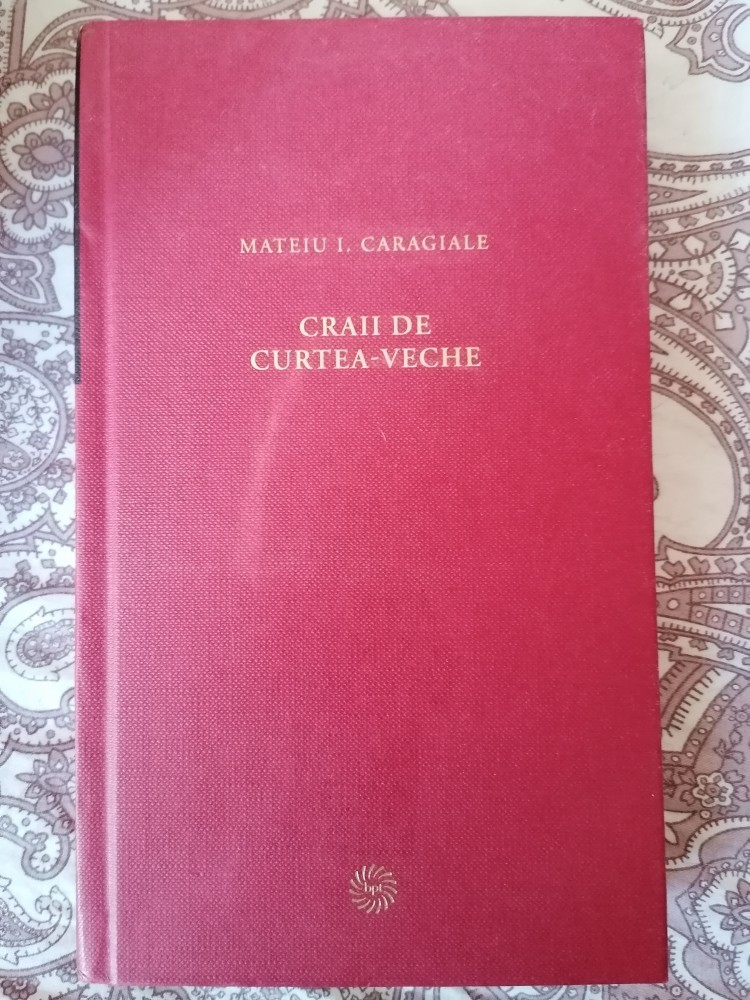 MATEIU I. CARAGIALE
CRAII DE
CURTEA-VECHE
bpt